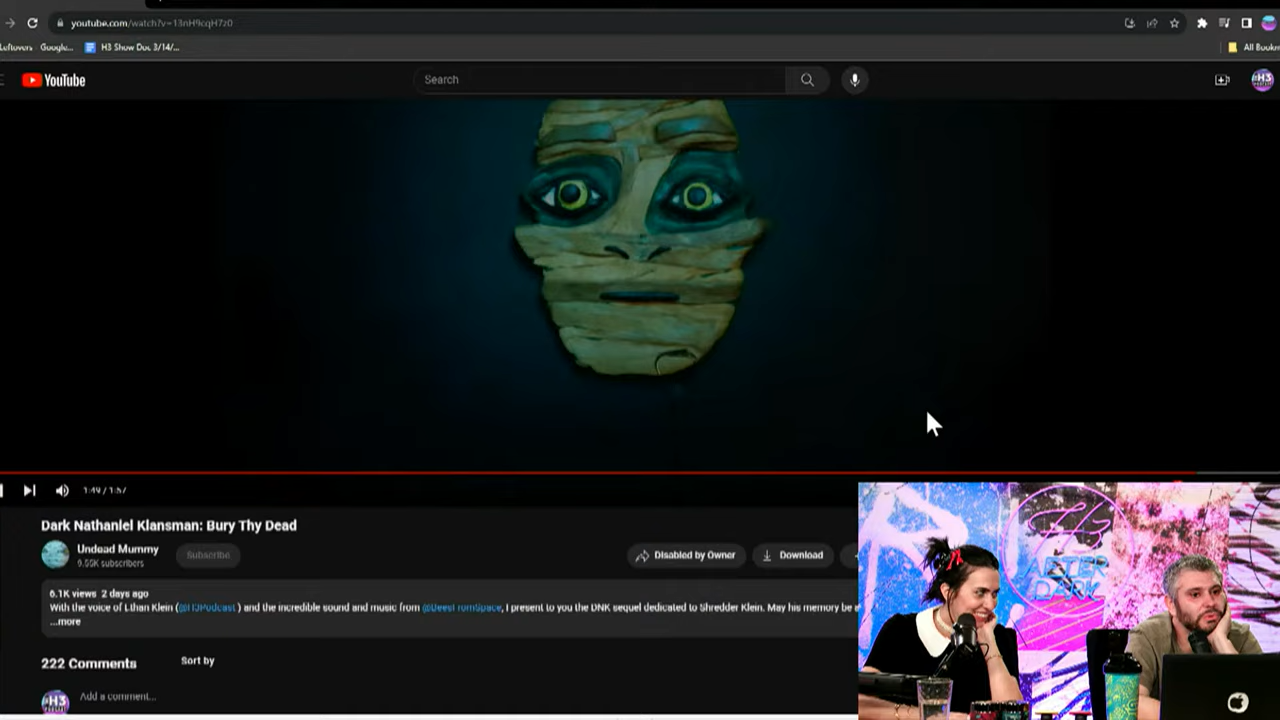 youtube.com/watch?v=13nH9cqH7z0
Leftovers - Google...
H3 Show Doc 3/14/...
All Bookm
YouTube
Search
H3
1:49 / 1:57
Dark Nathaniel Klansman: Bury Thy Dead
Undead Mummy
Subscribe
Disabled by Owner
Download
subscribers
6.1K views 2 days ago
With the voice of Ethan Klein (@H3Podcast) and the incredible sound and music from @BeesFromSpace, I present to you the DNK sequel dedicated to Shredder Klein. May his memory be a
...more
222 Comments
Sort by
H3
Add a comment...
H3
AFTER
DARK